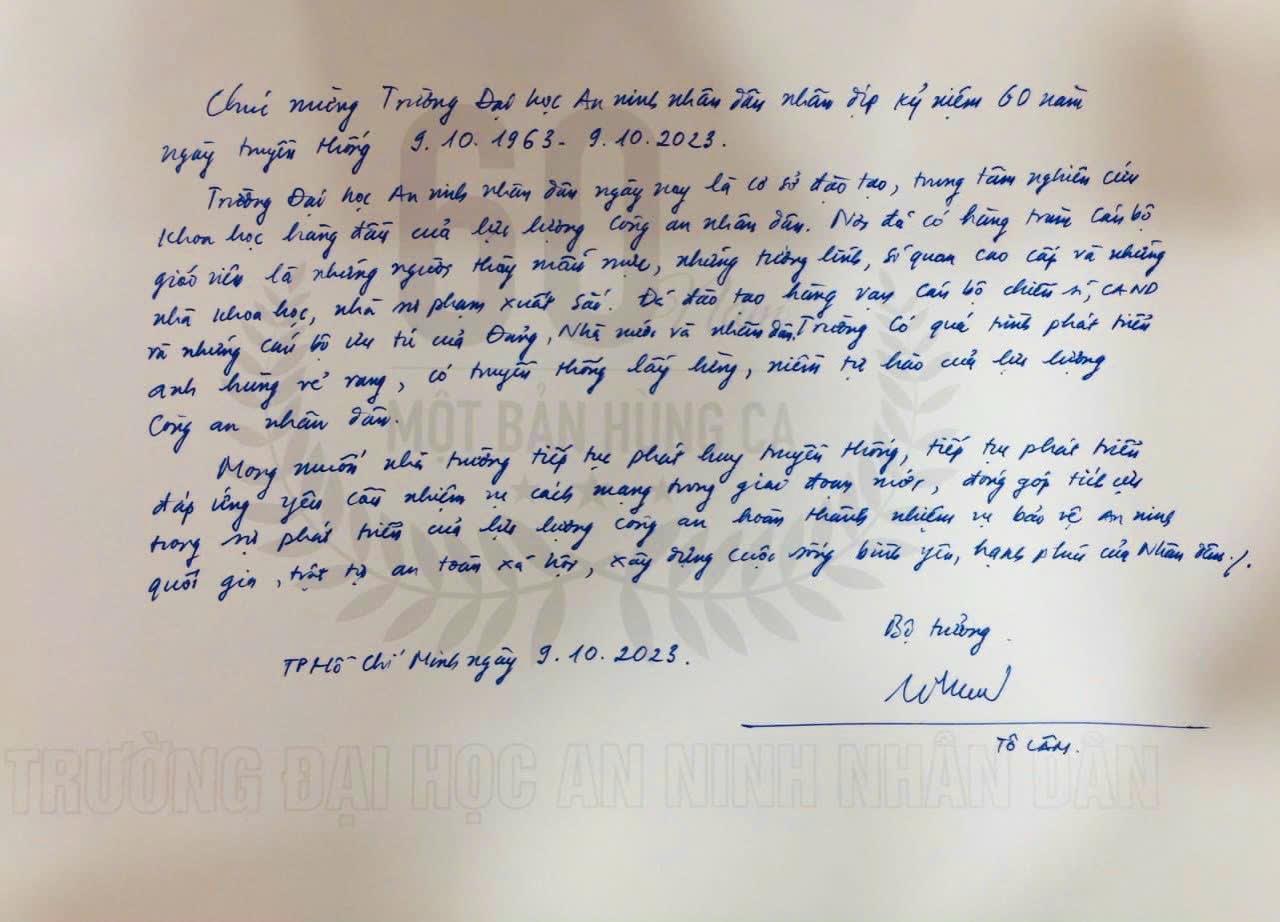 Chúc mừng Trường Đại học An ninh nhân dân nhân dịp kỷ niệm 60 năm
ngày truyền thống 9.10.1963 - 9.10.2023.
Trường Đại học An ninh nhân dân ngày nay là cơ sở đào tạo, trung tâm nghiên cứu
khoa học hàng đầu của lực lượng Công an nhân dân. Nơi đã có hàng trăm cán bộ
giáo viên là những người thầy mẫu mực, những tướng lĩnh, sĩ quan cao cấp và những
nhà khoa học, nhà sư phạm xuất sắc. Đã đào tạo hàng vạn cán bộ chiến sĩ, CAND
và những cán bộ ưu tú của Đảng, Nhà nước và nhân dân. Trường có quá trình phát triển
anh hùng vẻ vang, có truyền thống lẫy lừng, niềm tự hào của lực lượng
Công an nhân dân.
Mong muốn nhà trường tiếp tục phát huy truyền thống, tiếp tục phát triển
đáp ứng yêu cầu nhiệm vụ cách mạng trong giai đoạn mới, đóng góp tích cực
trong sự phát triển của lực lượng công an hoàn thành nhiệm vụ bảo vệ An ninh
quốc gia, trật tự an toàn xã hội, xây dựng cuộc sống bình yên, hạnh phúc của Nhân dân./.
Bộ trưởng
TP Hồ Chí Minh ngày 9.10.2023.
Tô Lâm.
60
Năm
MỘT BẢN HÙNG CA
TRƯỜNG ĐẠI HỌC AN NINH NHÂN DÂN